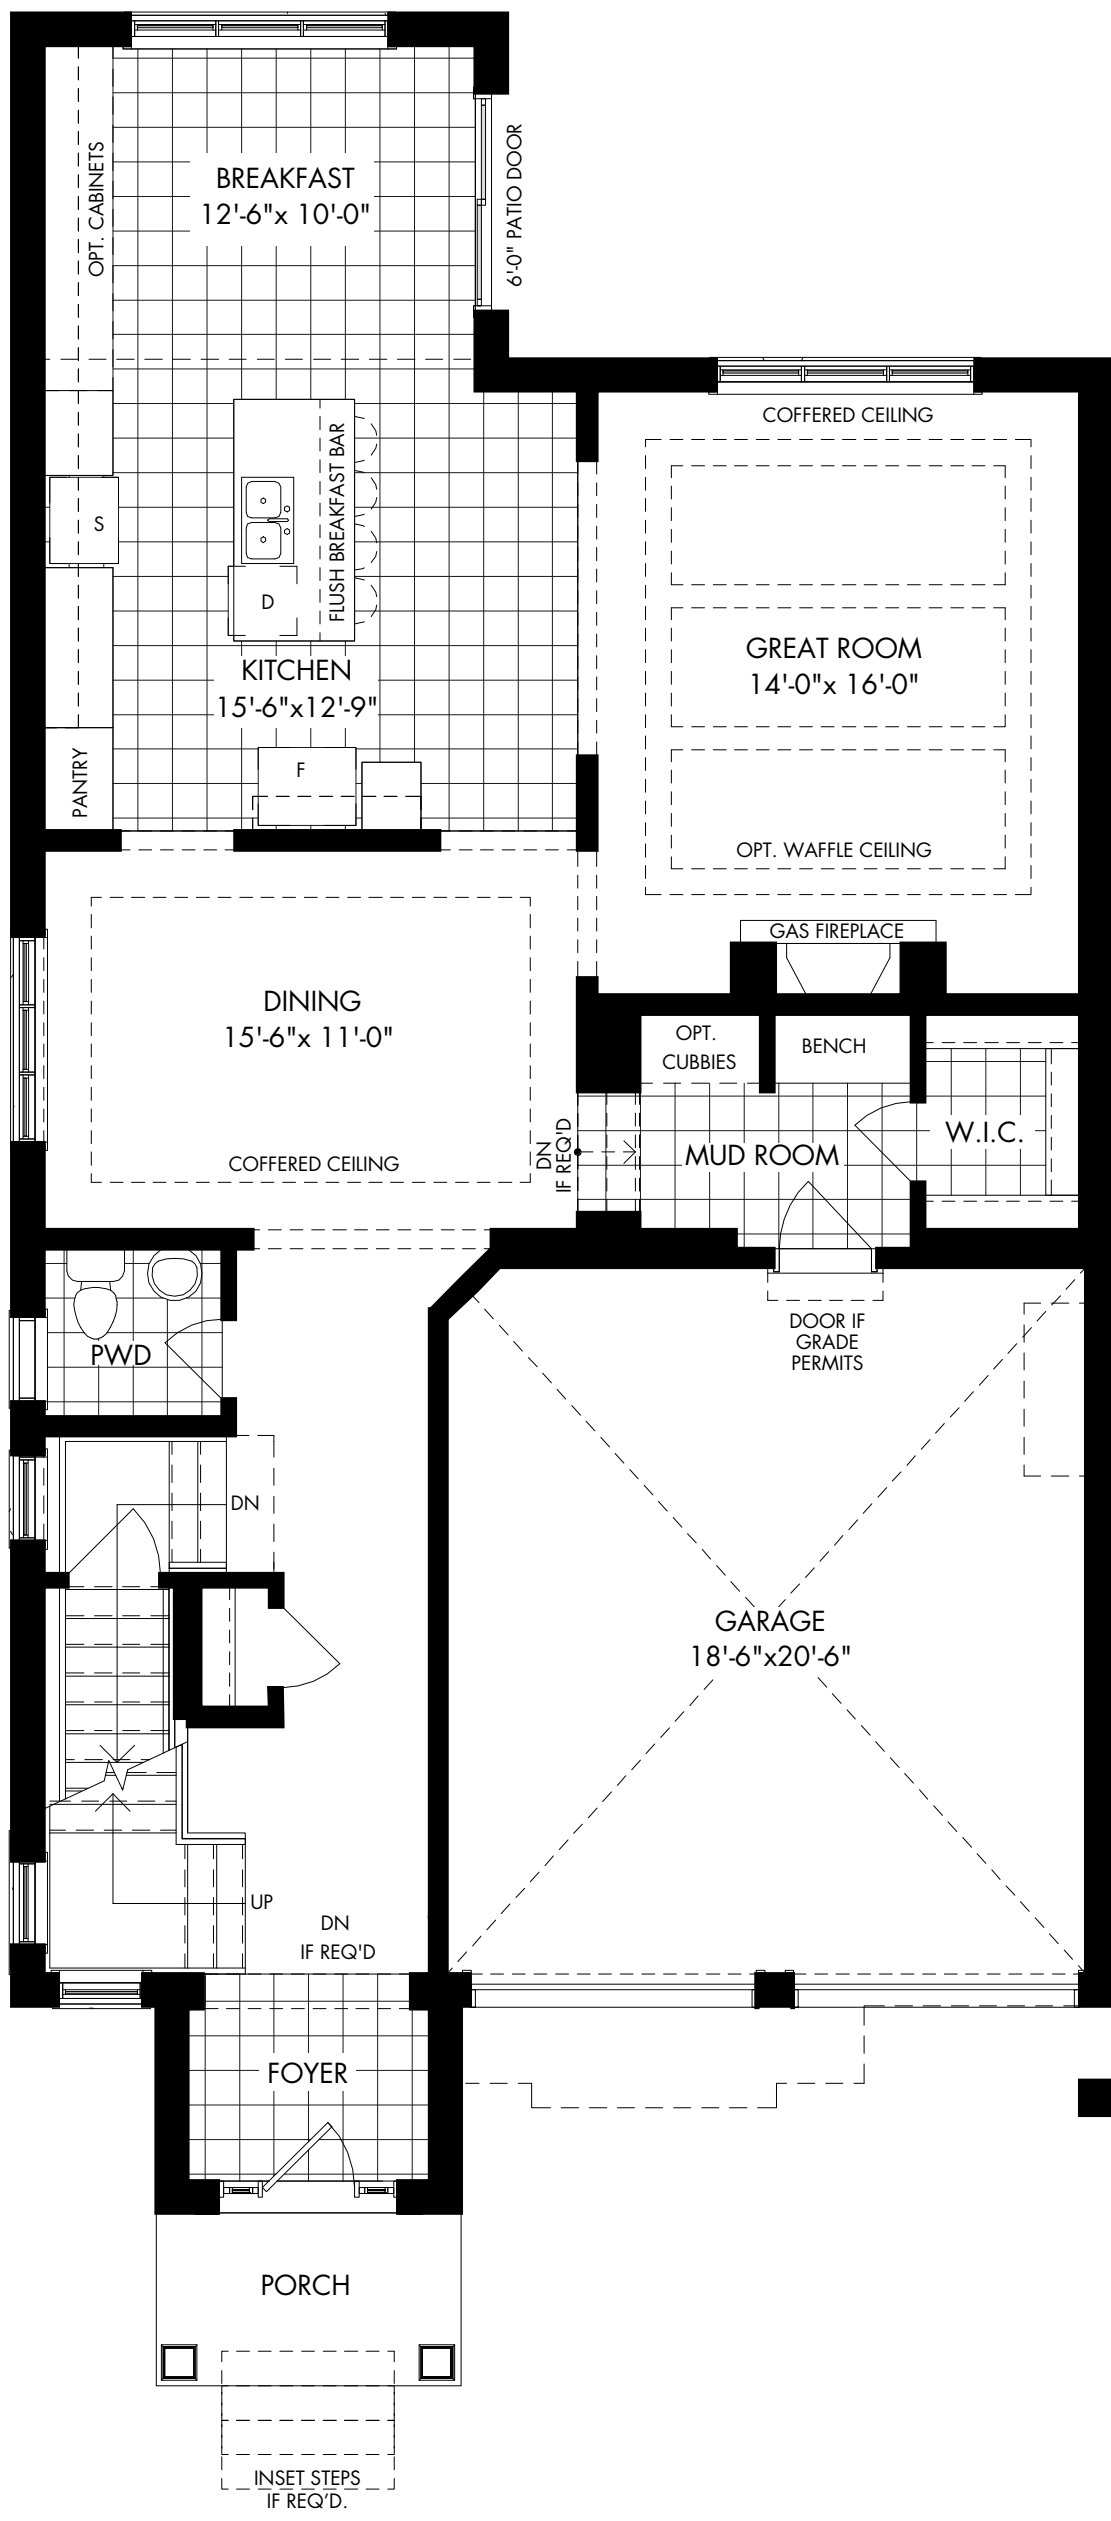 BREAKFAST
12'-6"x 10'-0"
OPT. CABINETS
6'-0" PATIO DOOR
COFFERED CEILING
S
FLUSH BREAKFAST BAR
D
KITCHEN
15'-6"x12'-9"
GREAT ROOM
14'-0"x 16'-0"
PANTRY
F
OPT. WAFFLE CEILING
GAS FIREPLACE
DINING
15'-6"x 11'-0"
COFFERED CEILING
OPT.
CUBBIES
BENCH
DN
IF REQ'D
MUD ROOM
W.I.C.
PWD
DOOR IF
GRADE
PERMITS
DN
GARAGE
18'-6"x20'-6"
UP
DN
IF REQ'D
FOYER
PORCH
INSET STEPS
IF REQ'D.